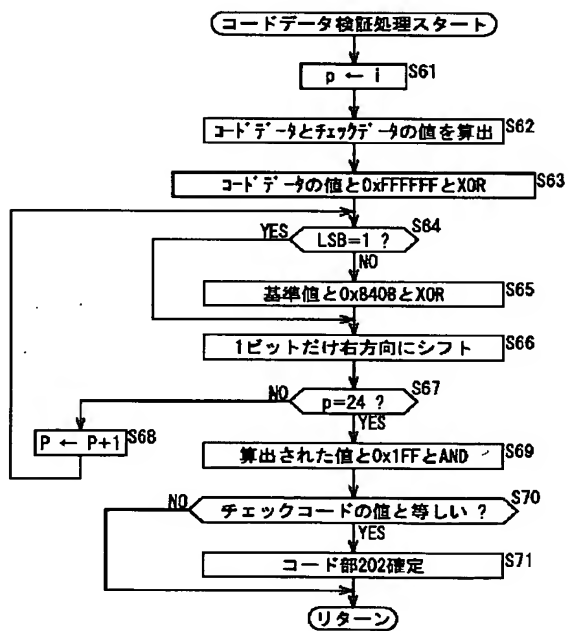 コードデータ検証処理スタート
p ← i S61
コードデータとチェックデータの値を算出 S62
コードデータの値と0xFFFFFFとXOR S63
LSB=1 ? S64
YES
NO
基準値と0x8408とXOR S65
1ビットだけ右方向にシフト S66
p=24 ? S67
NO
YES
P ← P+1 S68
算出された値と0x1FFとAND S69
チェックコードの値と等しい ? S70
NO
YES
コード部202確定 S71
リターン